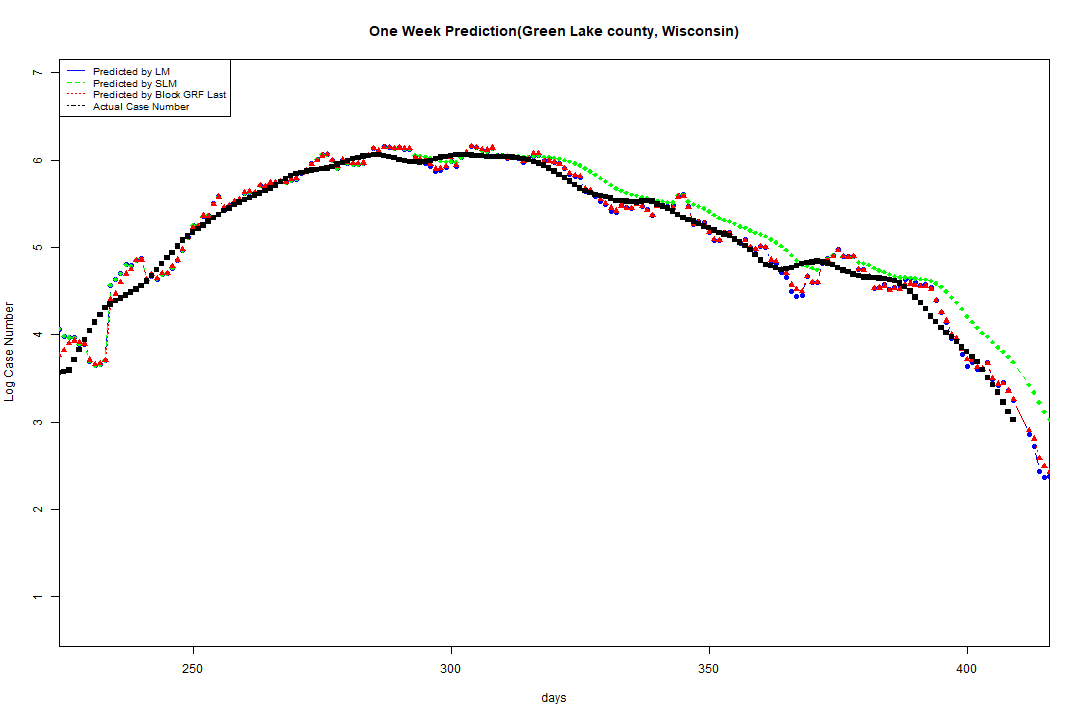 One Week Prediction(Green Lake county, Wisconsin)
Predicted by LM
Predicted by SLM
Predicted by Block GRF Last
Actual Case Number
7
6
5
4
3
2
1
Log Case Number
250 300 350 400
days